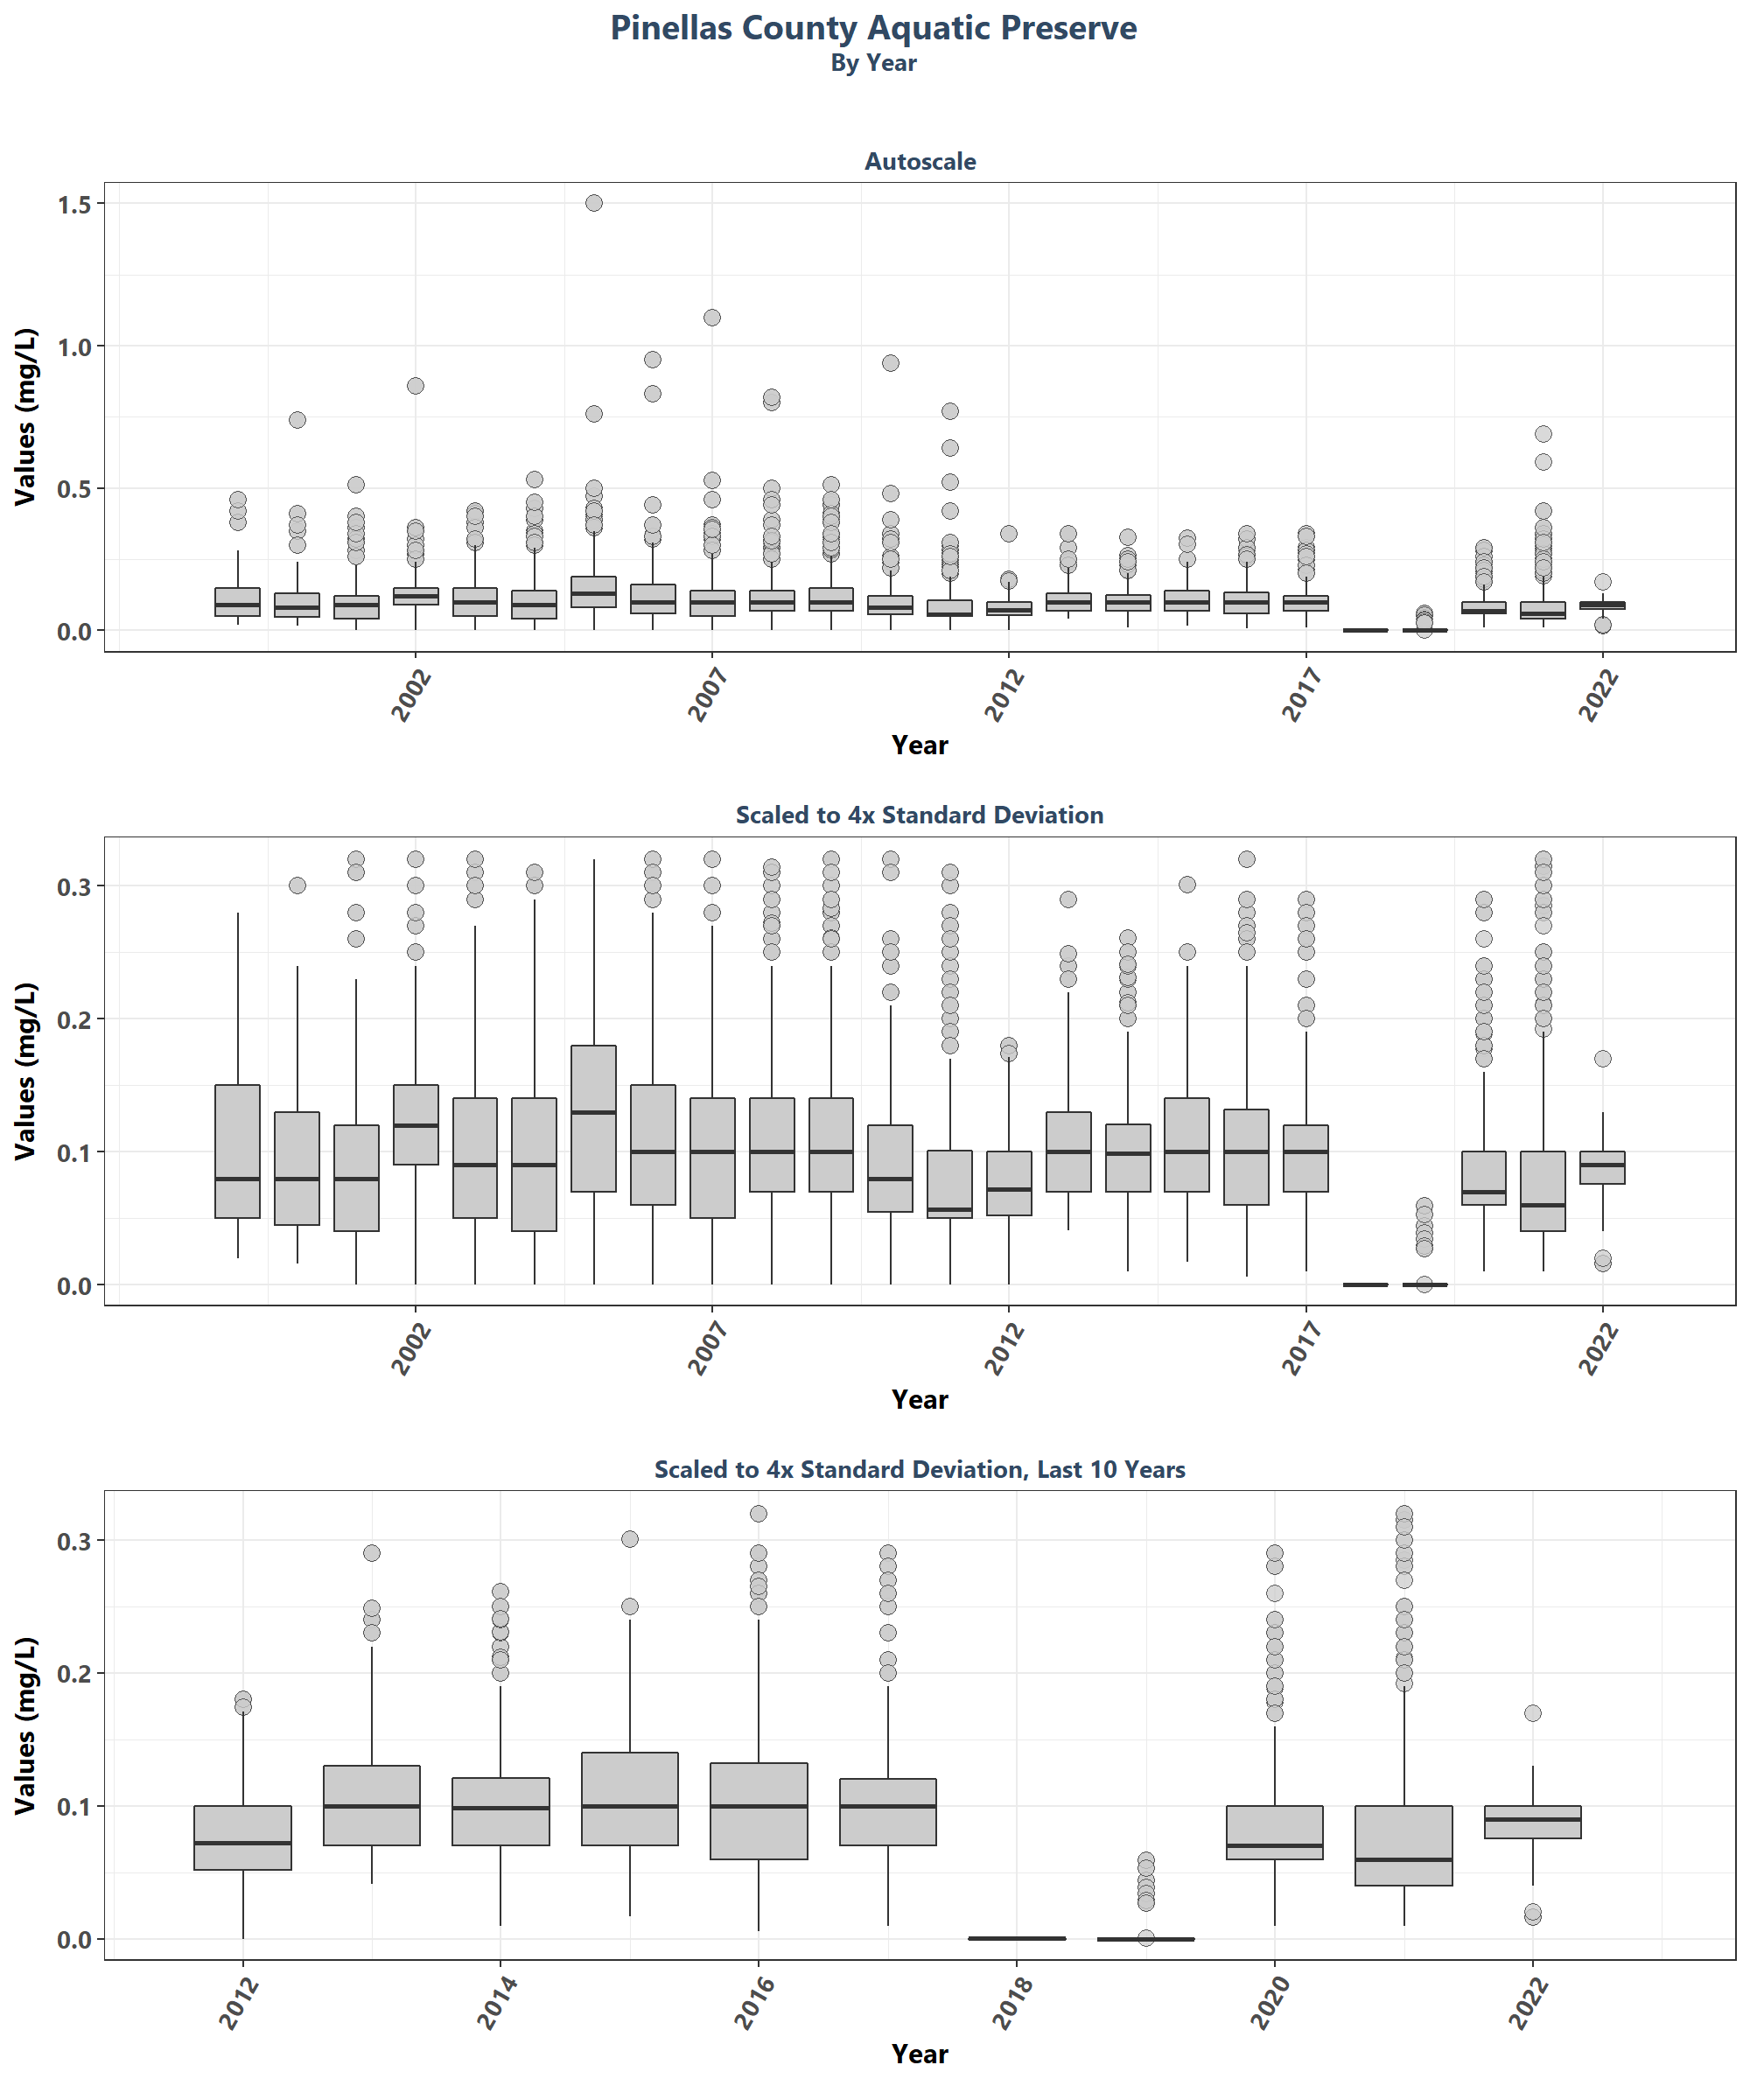 Pinellas County Aquatic Preserve
By Year
Autoscale
Values (mg/L)
1.5
1.0
0.5
0.0
2002 2007 2012 2017 2022
Year
Scaled to 4x Standard Deviation
Values (mg/L)
0.3
0.2
0.1
0.0
2002 2007 2012 2017 2022
Year
Scaled to 4x Standard Deviation, Last 10 Years
Values (mg/L)
0.3
0.2
0.1
0.0
2012 2014 2016 2018 2020 2022
Year